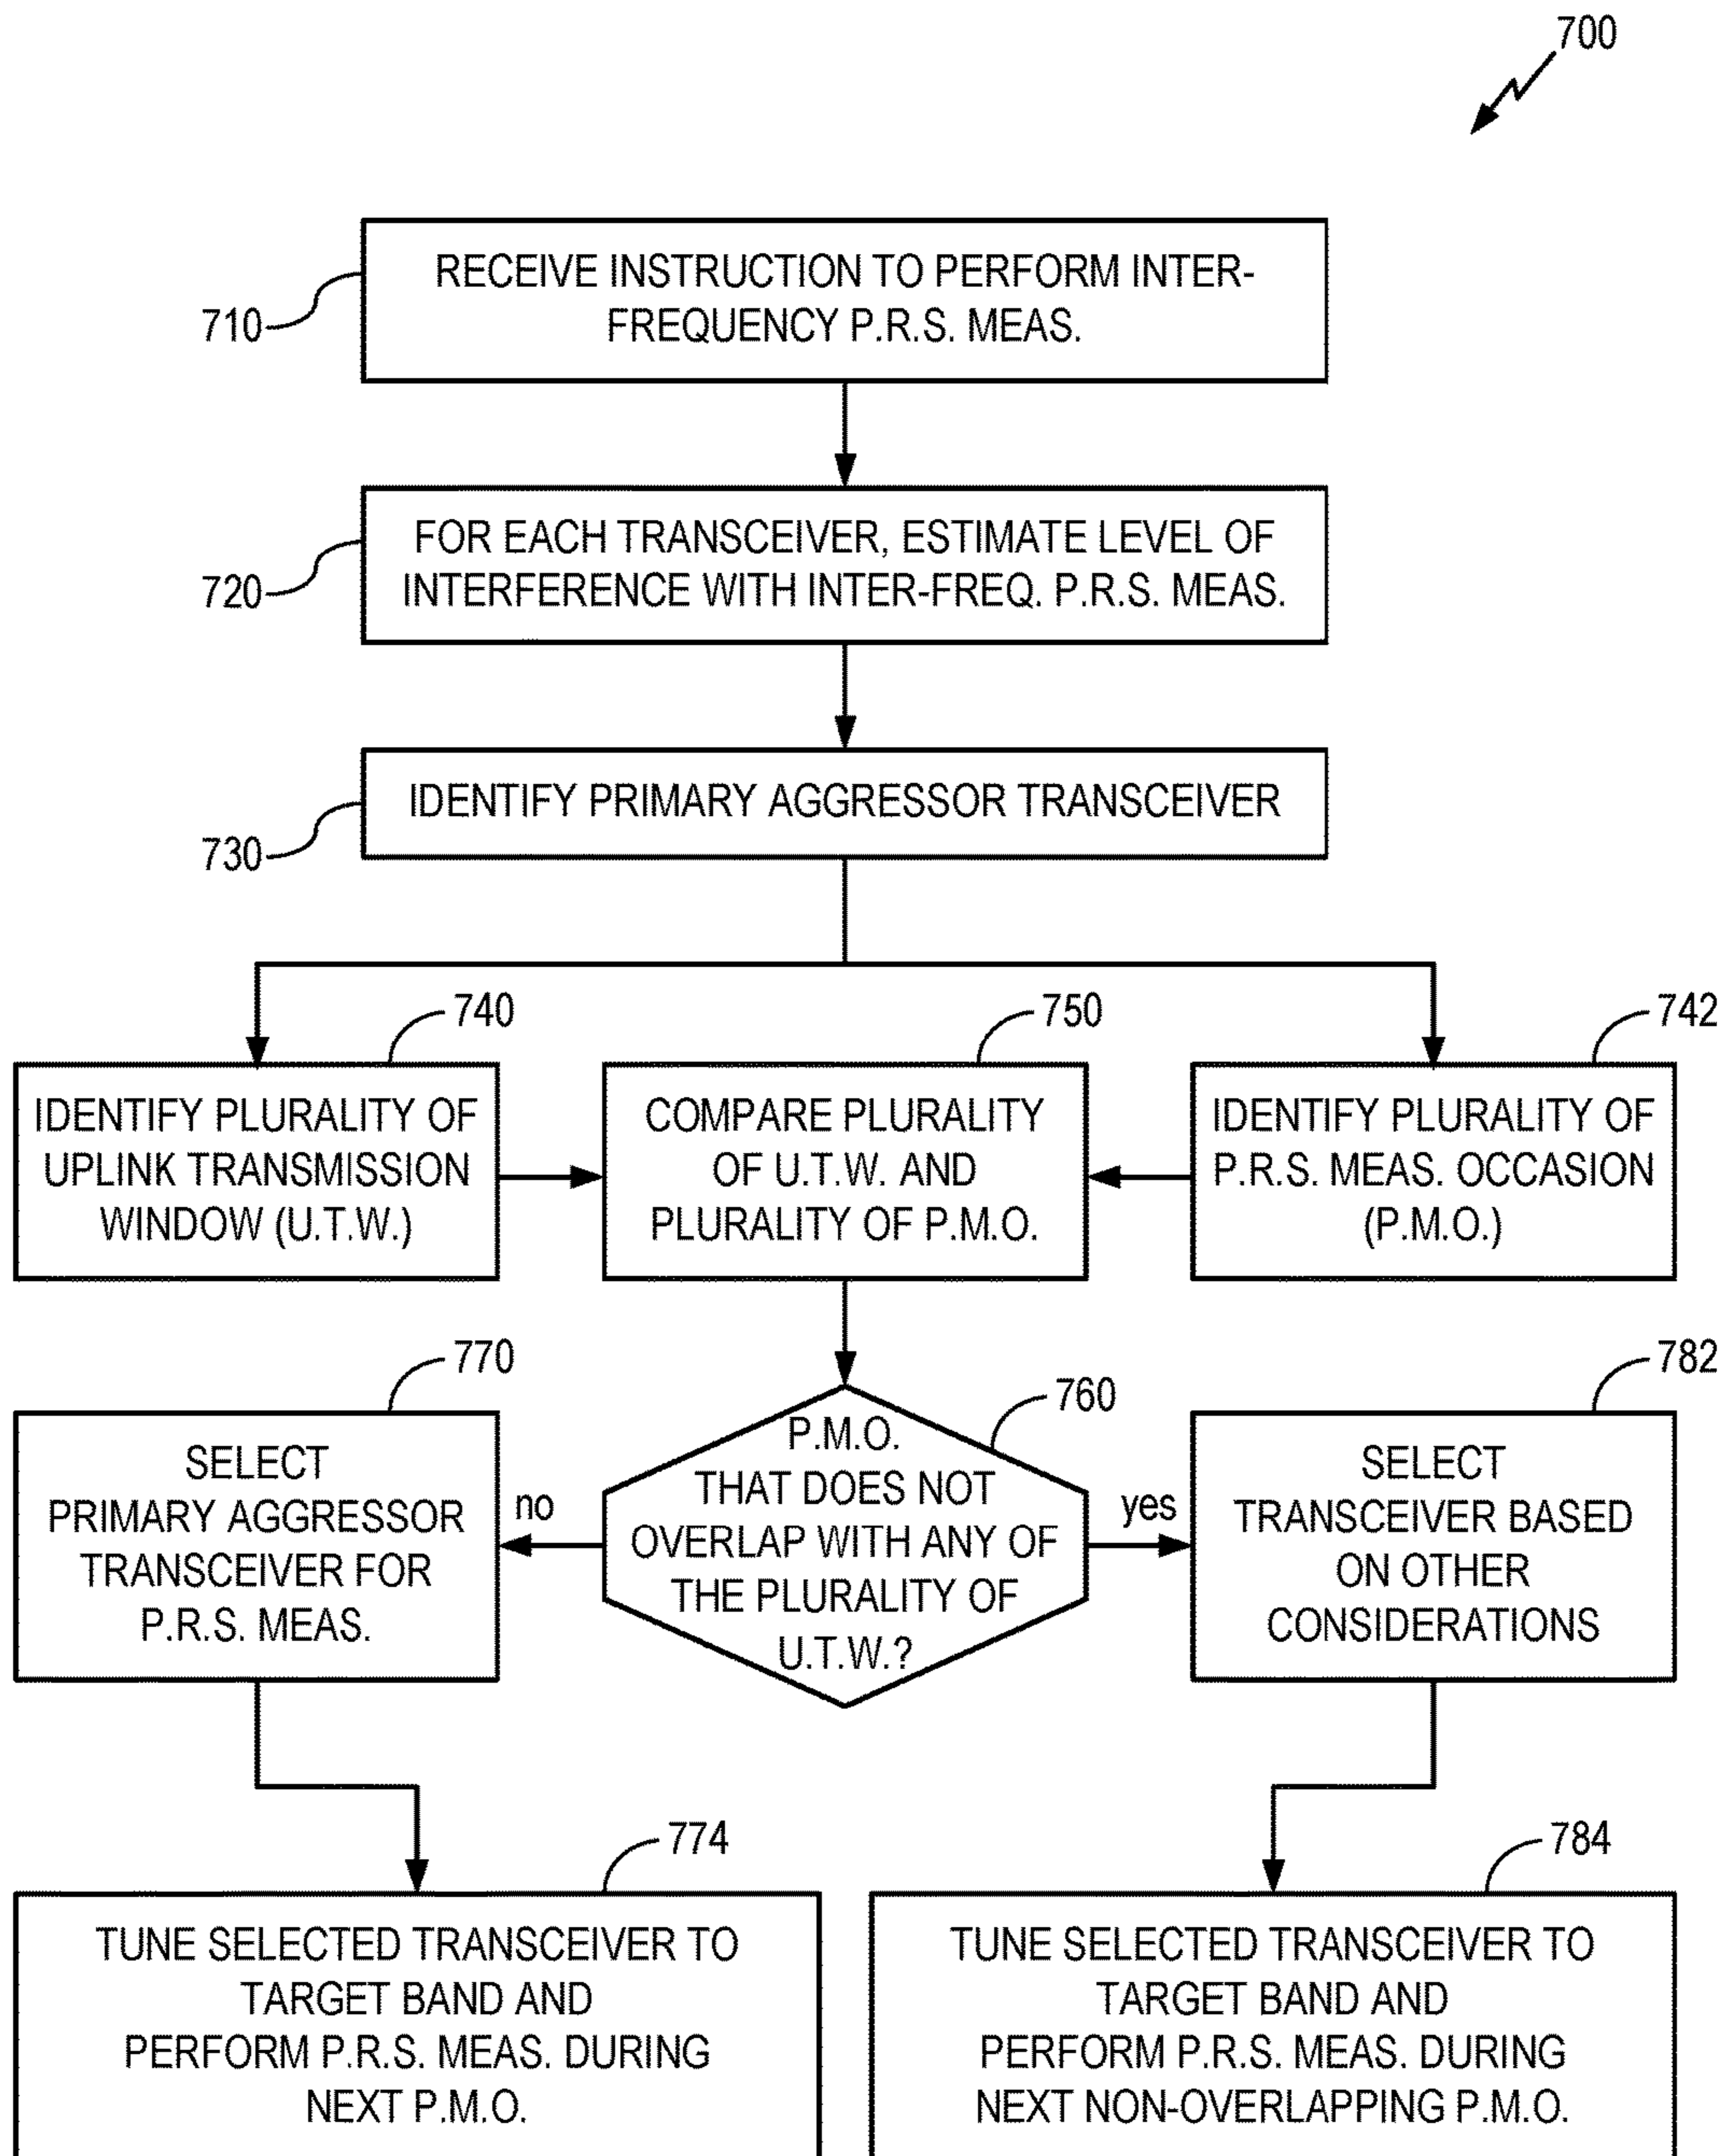 700
RECEIVE INSTRUCTION TO PERFORM INTER-
FREQUENCY P.R.S. MEAS.
710
FOR EACH TRANSCEIVER, ESTIMATE LEVEL OF
INTERFERENCE WITH INTER-FREQ. P.R.S. MEAS.
720
IDENTIFY PRIMARY AGGRESSOR TRANSCEIVER
730
740
IDENTIFY PLURALITY OF
UPLINK TRANSMISSION
WINDOW (U.T.W.)
750
COMPARE PLURALITY
OF U.T.W. AND
PLURALITY OF P.M.O.
742
IDENTIFY PLURALITY OF
P.R.S. MEAS. OCCASION
(P.M.O.)
770
SELECT
PRIMARY AGGRESSOR
TRANSCEIVER FOR
P.R.S. MEAS.
no
760
P.M.O.
THAT DOES NOT
OVERLAP WITH ANY OF
THE PLURALITY OF
U.T.W.?
yes
782
SELECT
TRANSCEIVER BASED
ON OTHER
CONSIDERATIONS
774
TUNE SELECTED TRANSCEIVER TO
TARGET BAND AND
PERFORM P.R.S. MEAS. DURING
NEXT P.M.O.
784
TUNE SELECTED TRANSCEIVER TO
TARGET BAND AND
PERFORM P.R.S. MEAS. DURING
NEXT NON-OVERLAPPING P.M.O.